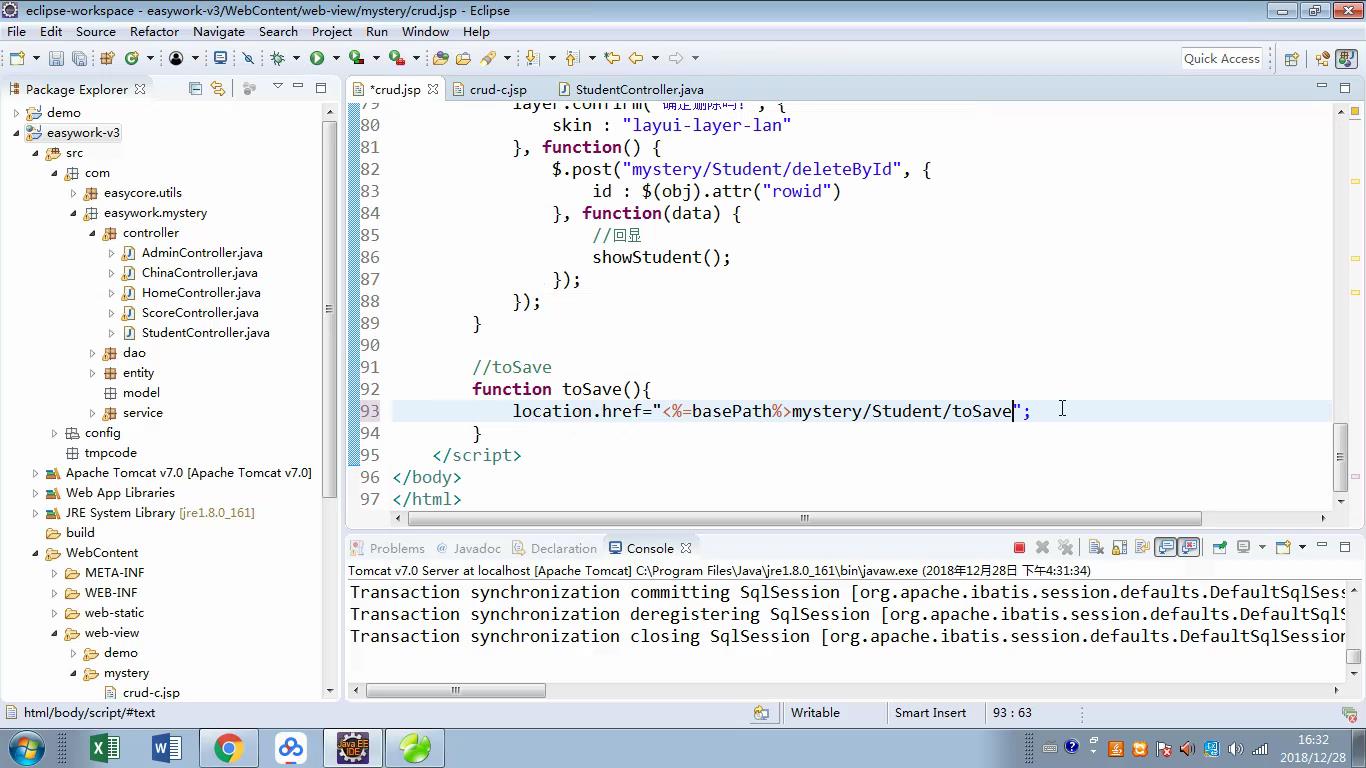 eclipse-workspace - easywork-v3/WebContent/web-view/mystery/crud.jsp - Eclipse
File Edit Source Refactor Navigate Search Project Run Window Help
Quick Access
Package Explorer
*crud.jsp crud-c.jsp StudentController.java
demo
easywork-v3
src
com
easycore.utils
easywork.mystery
controller
AdminController.java
ChinaController.java
HomeController.java
ScoreController.java
StudentController.java
dao
entity
model
service
config
tmpcode
Apache Tomcat v7.0 [Apache Tomcat v7.0]
Web App Libraries
JRE System Library [jre1.8.0_161]
build
WebContent
META-INF
WEB-INF
web-static
web-view
demo
mystery
crud-c.jsp
79 layer.confirm("确定删除吗!", {
80 skin : "layui-layer-lan"
81 }, function() {
82 $.post("mystery/Student/deleteById", {
83 id : $(obj).attr("rowid")
84 }, function(data) {
85 //回显
86 showStudent();
87 });
88 });
89 }
90
91 //toSave
92 function toSave(){
93 location.href="<%=basePath%>mystery/Student/toSave";
94 }
95 </script>
96 </body>
97 </html>
Problems Javadoc Declaration Console
Tomcat v7.0 Server at localhost [Apache Tomcat] C:\Program Files\Java\jre1.8.0_161\bin\javaw.exe (2018年12月28日 下午4:31:34)
Transaction synchronization committing SqlSession [org.apache.ibatis.session.defaults.DefaultSqlSess
Transaction synchronization deregistering SqlSession [org.apache.ibatis.session.defaults.DefaultSqlS
Transaction synchronization closing SqlSession [org.apache.ibatis.session.defaults.DefaultSqlSession
html/body/script/#text Writable Smart Insert 93 : 63
16:32
2018/12/28